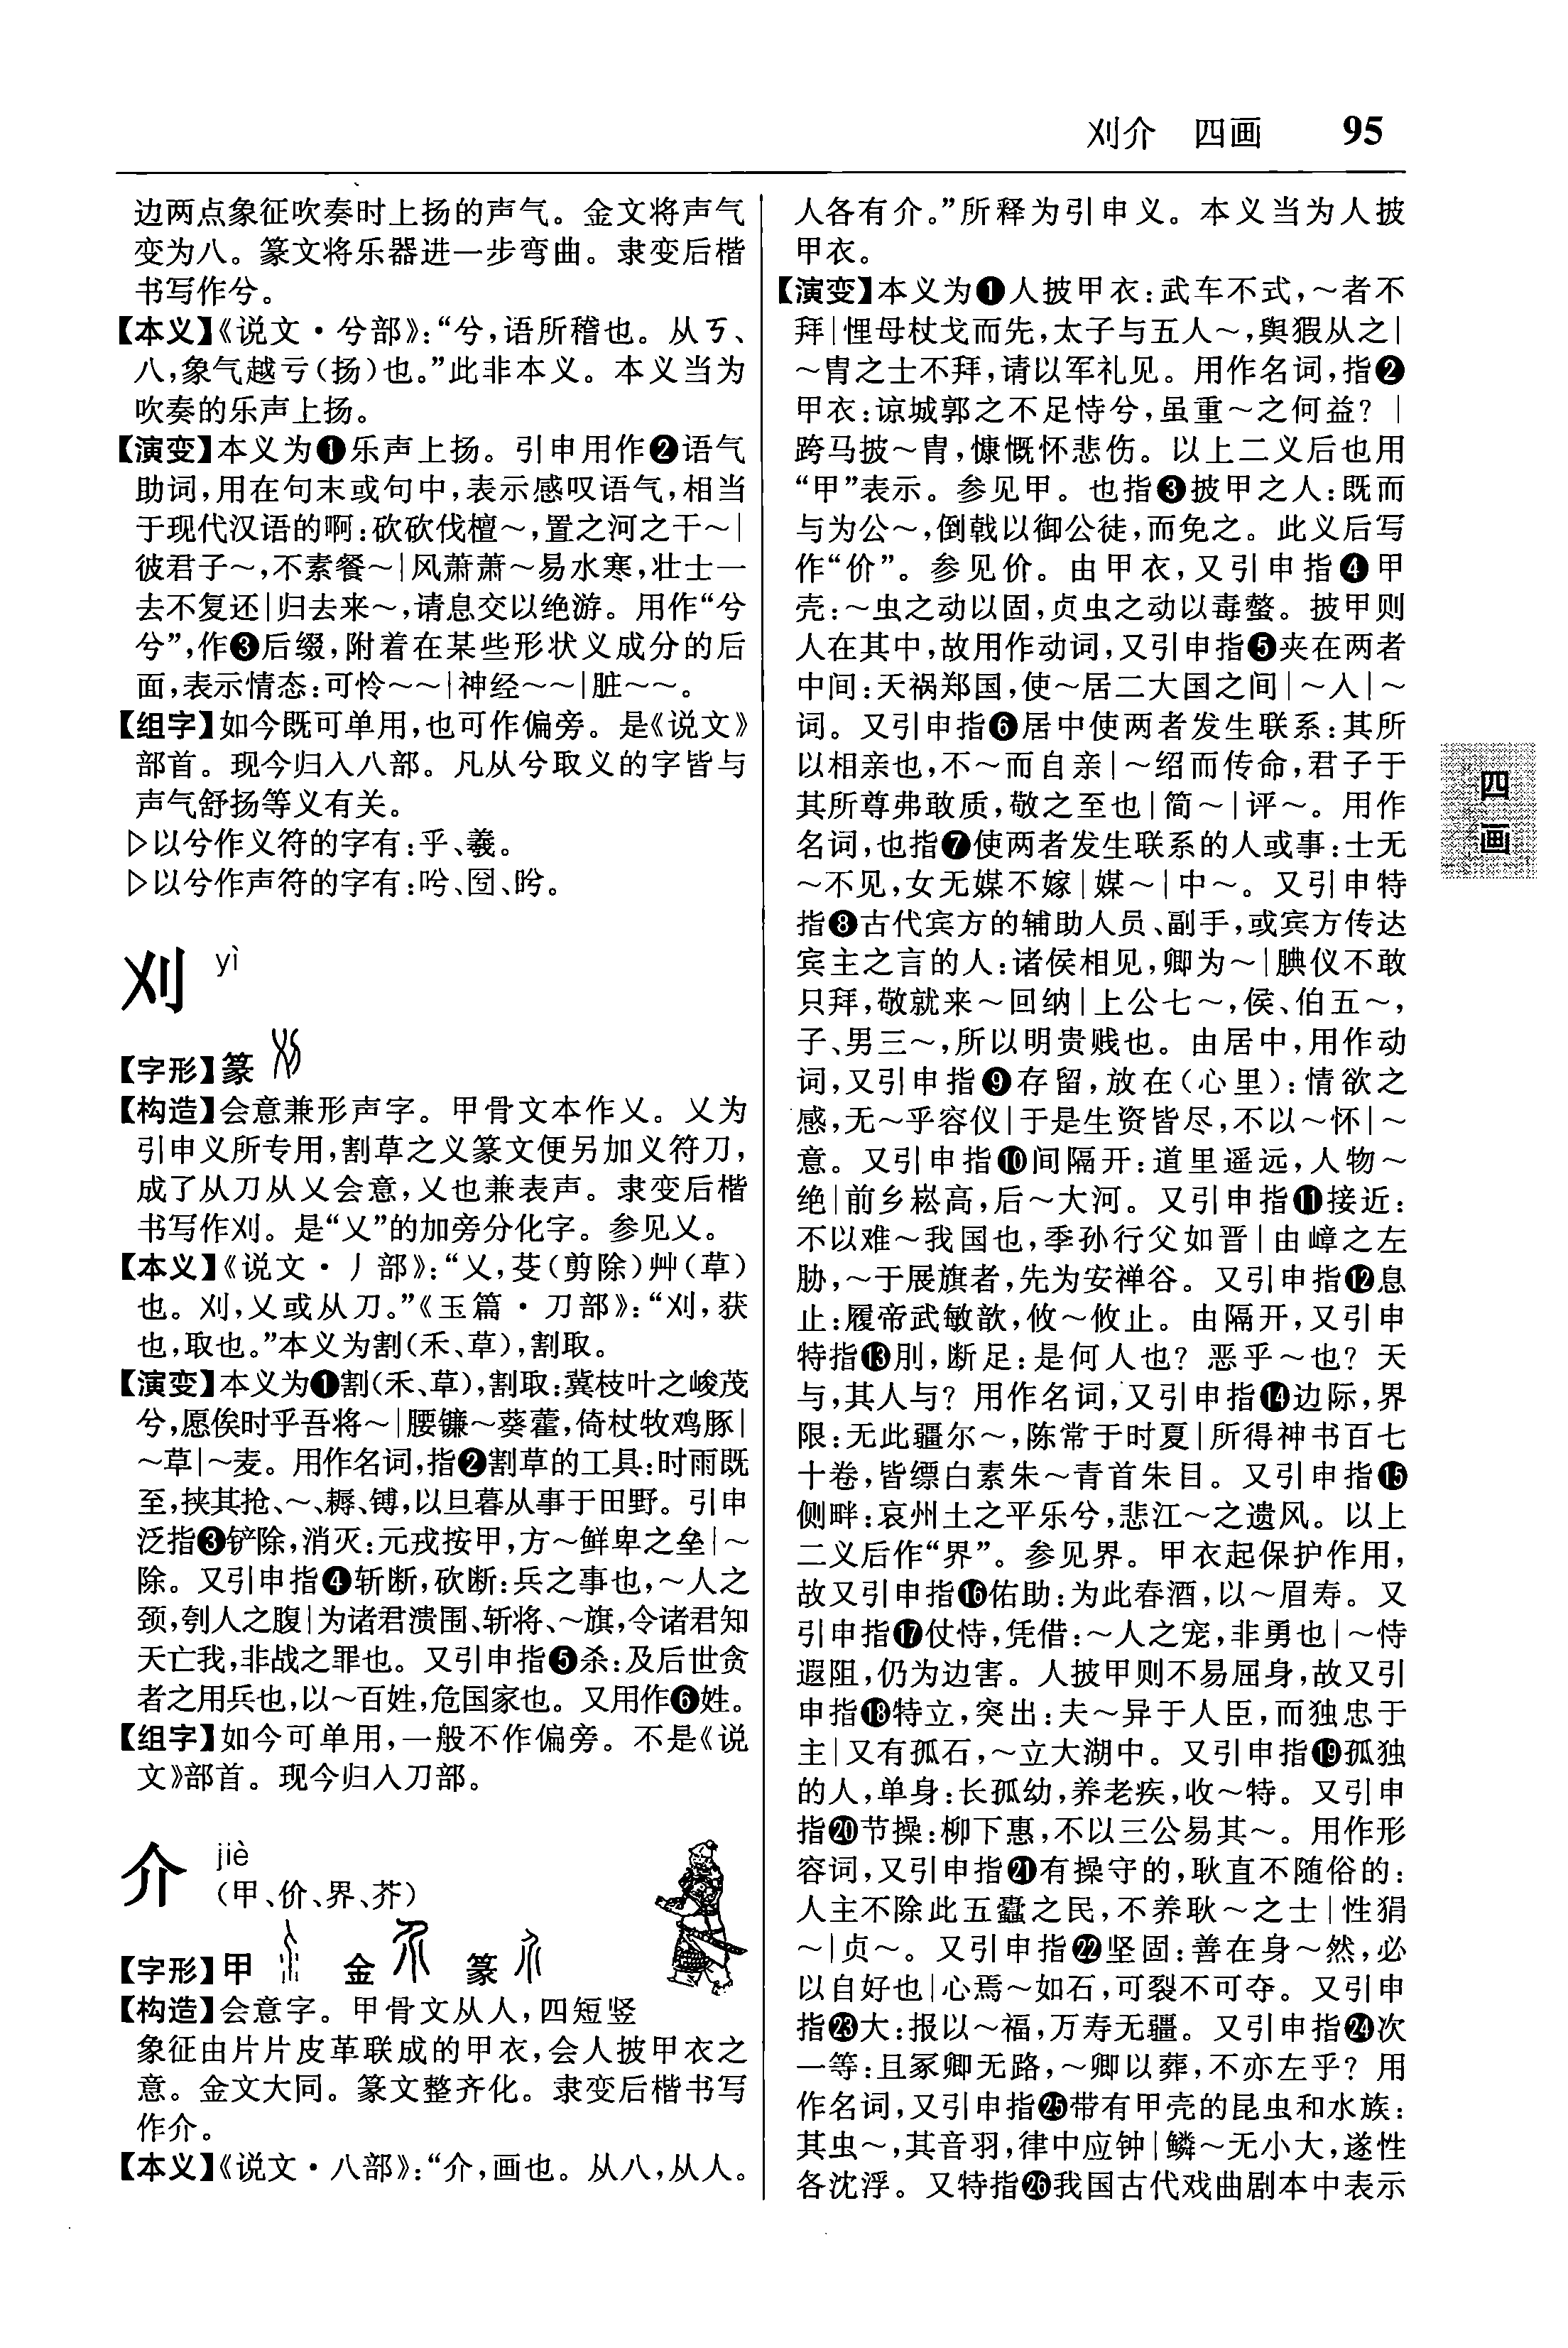 刈介 四画 95
边两点象征吹奏时上扬的声气。金文将声气
变为八。篆文将乐器进一步弯曲。隶变后楷
书写作兮。
【本义】《说文·兮部》:“兮,语所稽也。从丂、
八,象气越亏(扬)也。”此非本义。本义当为
吹奏的乐声上扬。
【演变】本义为❶乐声上扬。引申用作❷语气
助词,用在句末或句中,表示感叹语气,相当
于现代汉语的啊:砍砍伐檀～,置之河之干～|
彼君子～,不素餐～|风萧萧～易水寒,壮士一
去不复还|归去来～,请息交以绝游。用作“兮
兮”,作❸后缀,附着在某些形状义成分的后
面,表示情态:可怜～～|神经～～|脏～～。
【组字】如今既可单用,也可作偏旁。是《说文》
部首。现今归入八部。凡从兮取义的字皆与
声气舒扬等义有关。
▷以兮作义符的字有:乎、羲。
▷以兮作声符的字有:吩、囹、盻。
刈 yì
【字形】篆
【构造】会意兼形声字。甲骨文本作乂。乂为
引申义所专用,割草之义篆文便另加义符刀,
成了从刀从乂会意,乂也兼表声。隶变后楷
书写作刈。是“乂”的加旁分化字。参见乂。
【本义】《说文·丿部》:“乂,芟(剪除)艸(草)
也。刈,乂或从刀。”《玉篇·刀部》:“刈,获
也,取也。”本义为割(禾、草),割取。
【演变】本义为❶割(禾、草),割取:冀枝叶之峻茂
兮,愿俟时乎吾将～|腰镰～葵藿,倚杖牧鸡豚|
～草|～麦。用作名词,指❷割草的工具:时雨既
至,挟其抢、～、耨、镈,以旦暮从事于田野。引申
泛指❸铲除,消灭:元戎按甲,方～鲜卑之垒|～
除。又引申指❹斩断,砍断:兵之事也,～人之
颈,刳人之腹|为诸君溃围、斩将、～旗,令诸君知
天亡我,非战之罪也。又引申指❺杀:及后世贪
者之用兵也,以～百姓,危国家也。又用作❻姓。
【组字】如今可单用,一般不作偏旁。不是《说
文》部首。现今归入刀部。
介 jiè
(甲、价、界、芥)
【字形】甲 金 篆
【构造】会意字。甲骨文从人,四短竖
象征由片片皮革联成的甲衣,会人披甲衣之
意。金文大同。篆文整齐化。隶变后楷书写
作介。
【本义】《说文·八部》:“介,画也。从八,从人。
人各有介。”所释为引申义。本义当为人披
甲衣。
【演变】本义为❶人披甲衣:武车不式,～者不
拜|悝母杖戈而先,太子与五人～,舆猳从之|
～胄之士不拜,请以军礼见。用作名词,指❷
甲衣:谅城郭之不足恃兮,虽重～之何益?|
跨马披～胄,慷慨怀悲伤。以上二义后也用
“甲”表示。参见甲。也指❸披甲之人:既而
与为公～,倒戟以御公徒,而免之。此义后写
作“价”。参见价。由甲衣,又引申指❹甲
壳:～虫之动以固,贞虫之动以毒螫。披甲则
人在其中,故用作动词,又引申指❺夹在两者
中间:天祸郑国,使～居二大国之间|～入|～
词。又引申指❻居中使两者发生联系:其所
以相亲也,不～而自亲|～绍而传命,君子于
其所尊弗敢质,敬之至也|简～|评～。用作
名词,也指❼使两者发生联系的人或事:士无
～不见,女无媒不嫁|媒～|中～。又引申特
指❽古代宾方的辅助人员、副手,或宾方传达
宾主之言的人:诸侯相见,卿为～|腆仪不敢
只拜,敬就来～回纳|上公七～,侯、伯五～,
子、男三～,所以明贵贱也。由居中,用作动
词,又引申指❾存留,放在(心里):情欲之
感,无～乎容仪|于是生资皆尽,不以～怀|～
意。又引申指❿间隔开:道里遥远,人物～
绝|前乡崧高,后～大河。又引申指⓫接近:
不以难～我国也,季孙行父如晋|由嶂之左
胁,～于展旗者,先为安禅谷。又引申指⓬息
止:履帝武敏歆,攸～攸止。由隔开,又引申
特指⓭刖,断足:是何人也?恶乎～也?天
与,其人与?用作名词,又引申指⓮边际,界
限:无此疆尔～,陈常于时夏|所得神书百七
十卷,皆缥白素朱～青首朱目。又引申指⓯
侧畔:哀州土之平乐兮,悲江～之遗风。以上
二义后作“界”。参见界。甲衣起保护作用,
故又引申指⓰佑助:为此春酒,以～眉寿。又
引申指⓱仗恃,凭借:～人之宠,非勇也|～恃
遐阻,仍为边害。人披甲则不易屈身,故又引
申指⓲特立,突出:夫～异于人臣,而独忠于
主|又有孤石,～立大湖中。又引申指⓳孤独
的人,单身:长孤幼,养老疾,收～特。又引申
指⓴节操:柳下惠,不以三公易其～。用作形
容词,又引申指㉑有操守的,耿直不随俗的:
人主不除此五蠹之民,不养耿～之士|性狷
～|贞～。又引申指㉒坚固:善在身～然,必
以自好也|心焉～如石,可裂不可夺。又引申
指㉓大:报以～福,万寿无疆。又引申指㉔次
一等:且冢卿无路,～卿以葬,不亦左乎?用
作名词,又引申指㉕带有甲壳的昆虫和水族:
其虫～,其音羽,律中应钟|鳞～无小大,遂性
各沈浮。又特指㉖我国古代戏曲剧本中表示
四画